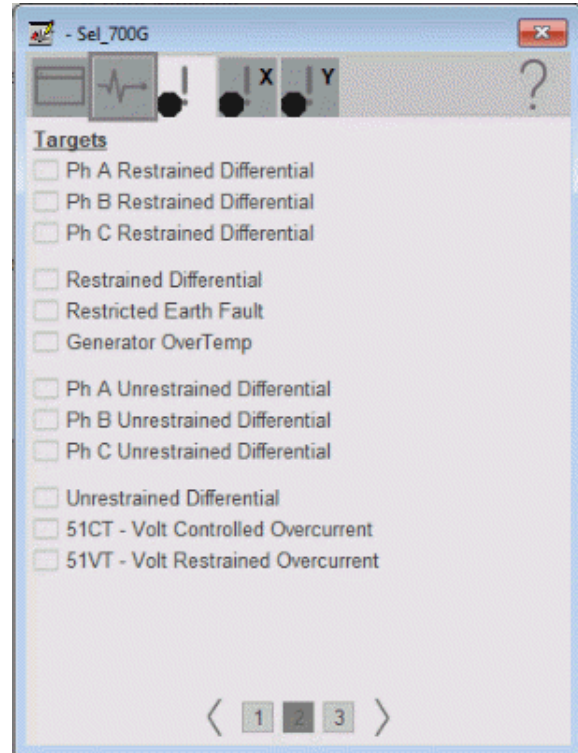 - Sel_700G
X Y ?
Targets
Ph A Restrained Differential
Ph B Restrained Differential
Ph C Restrained Differential
Restrained Differential
Restricted Earth Fault
Generator OverTemp
Ph A Unrestrained Differential
Ph B Unrestrained Differential
Ph C Unrestrained Differential
Unrestrained Differential
51CT - Volt Controlled Overcurrent
51VT - Volt Restrained Overcurrent
1 2 3